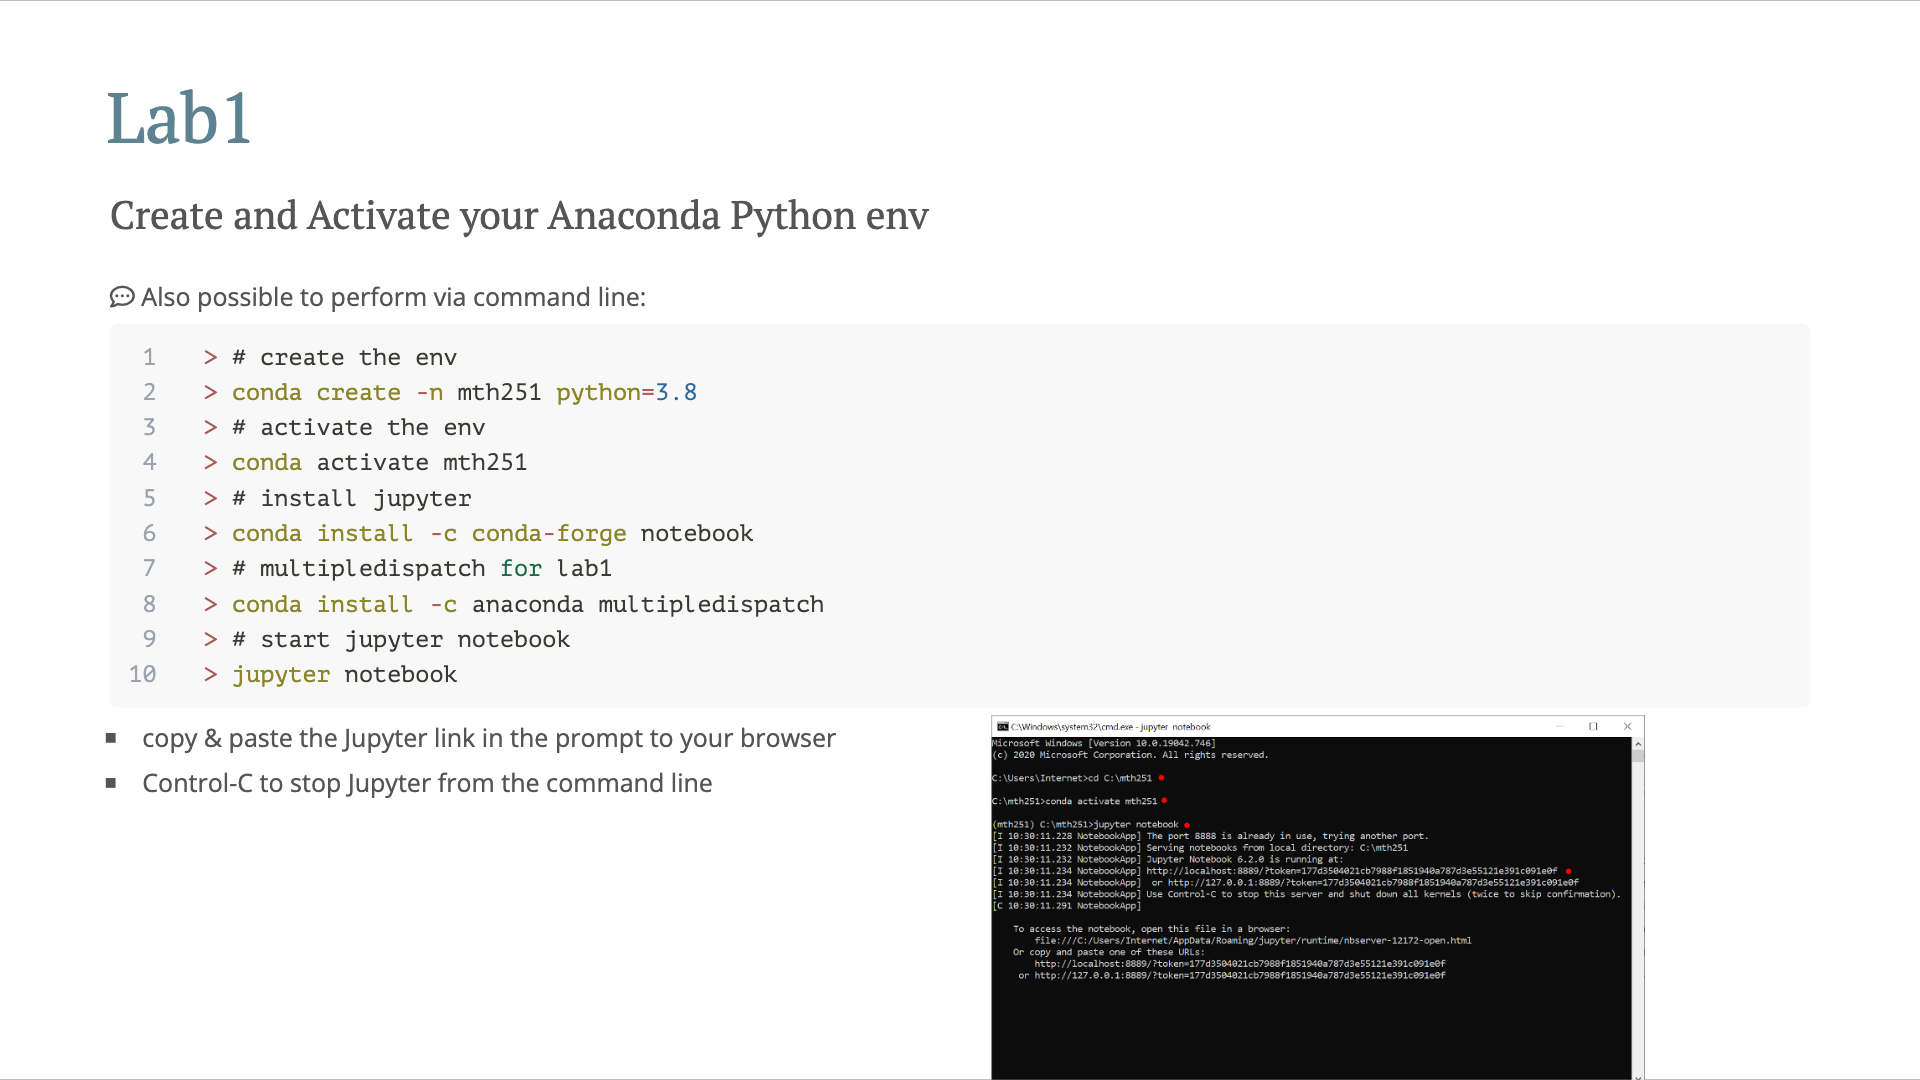 Lab1
Create and Activate your Anaconda Python env
Also possible to perform via command line:
1 > # create the env
2 > conda create -n mth251 python=3.8
3 > # activate the env
4 > conda activate mth251
5 > # install jupyter
6 > conda install -c conda-forge notebook
7 > # multipledispatch for lab1
8 > conda install -c anaconda multipledispatch
9 > # start jupyter notebook
10 > jupyter notebook
▪ copy & paste the Jupyter link in the prompt to your browser
▪ Control-C to stop Jupyter from the command line
C:\Windows\system32\cmd.exe - jupyter notebook
Microsoft Windows [Version 10.0.19042.746]
(c) 2020 Microsoft Corporation. All rights reserved.
C:\Users\Internet>cd C:\mth251
C:\mth251>conda activate mth251
(mth251) C:\mth251>jupyter notebook
[I 10:30:11.228 NotebookApp] The port 8888 is already in use, trying another port.
[I 10:30:11.232 NotebookApp] Serving notebooks from local directory: C:\mth251
[I 10:30:11.232 NotebookApp] Jupyter Notebook 6.2.0 is running at:
[I 10:30:11.234 NotebookApp] http://localhost:8889/?token=177d3504021cb7988f1851940a787d3e55121e391c091e0f
[I 10:30:11.234 NotebookApp] or http://127.0.0.1:8889/?token=177d3504021cb7988f1851940a787d3e55121e391c091e0f
[I 10:30:11.234 NotebookApp] Use Control-C to stop this server and shut down all kernels (twice to skip confirmation).
[C 10:30:11.291 NotebookApp]
To access the notebook, open this file in a browser:
file:///C:/Users/Internet/AppData/Roaming/jupyter/runtime/nbserver-12172-open.html
Or copy and paste one of these URLs:
http://localhost:8889/?token=177d3504021cb7988f1851940a787d3e55121e391c091e0f
or http://127.0.0.1:8889/?token=177d3504021cb7988f1851940a787d3e55121e391c091e0f